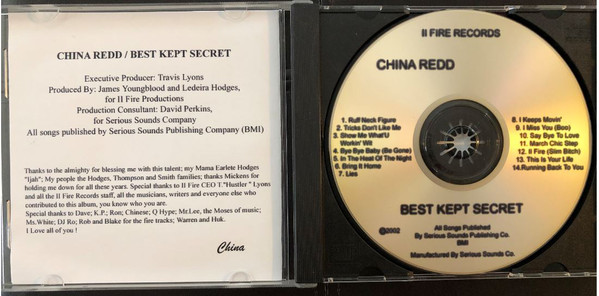 CHINA REDD / BEST KEPT SECRET
Executive Producer: Travis Lyons
Produced By: James Youngblood and Ledeira Hodges,
for II Fire Productions
Production Consultant: David Perkins,
for Serious Sounds Company
All songs published by Serious Sounds Publishing Company (BMI)
Thanks to the almighty for blessing me with this talent; my Mama Earlete Hodges
"Ijah"; My people the Hodges, Thompson and Smith families; thanks Mickens for
holding me down for all these years. Special thanks to II Fire CEO T."Hustler " Lyons
and all the II Fire Records staff, all the musicians, writers and everyone else who
contributed to this album, you know who you are.
Special thanks to Dave; K.P.; Ron; Chinese; Q Hype; Mr.Lee, the Moses of music;
Ms.White; DJ Ro; Rob and Blake for the fire tracks; Warren and Huk.
I Love all of you !
China
II FIRE RECORDS
CHINA REDD
1. Ruff Neck Figure
2. Tricks Don't Like Me
3. Show Me What'U
Workin' Wit
4. Bye Bye Baby (Be Gone)
5. In The Heat Of The Night
6. Bring It Home
7. Lies
8. I Keeps Movin'
9. I Miss You (Boo)
10. Say Bye To Love
11. March Chic Step
12. II Fire (Slim Bitch)
13. This Is Your Life
14.Running Back To You
BEST KEPT SECRET
©2002
All Songs Published
By Serious Sounds Publishing Co.
BMI
Manufactured By Serious Sounds Co.